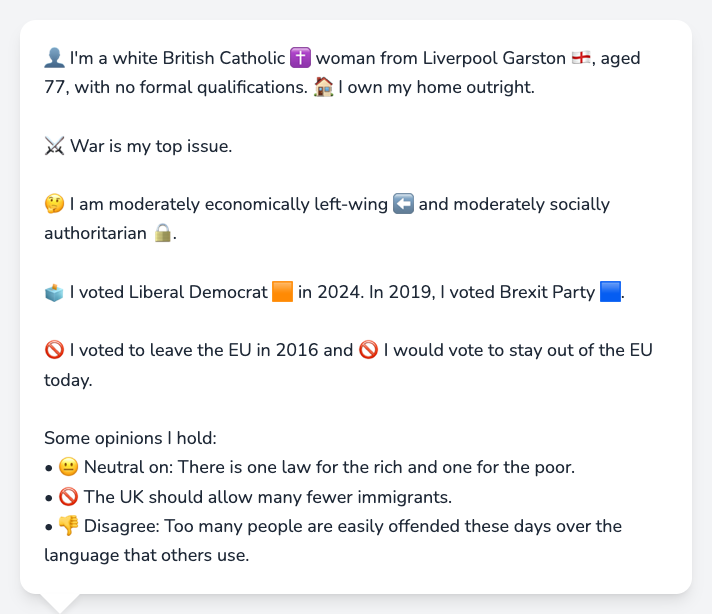 👤 I'm a white British Catholic ✝️ woman from Liverpool Garston 🏴󠁧󠁢󠁥󠁮󠁧󠁿, aged
77, with no formal qualifications. 🏠 I own my home outright.
⚔️ War is my top issue.
🤔 I am moderately economically left-wing ⬅️ and moderately socially
authoritarian 🔒.
🗳️ I voted Liberal Democrat 🟧 in 2024. In 2019, I voted Brexit Party 🟦.
🚫 I voted to leave the EU in 2016 and 🚫 I would vote to stay out of the EU
today.
Some opinions I hold:
• 😐 Neutral on: There is one law for the rich and one for the poor.
• 🚫 The UK should allow many fewer immigrants.
• 👎 Disagree: Too many people are easily offended these days over the
language that others use.